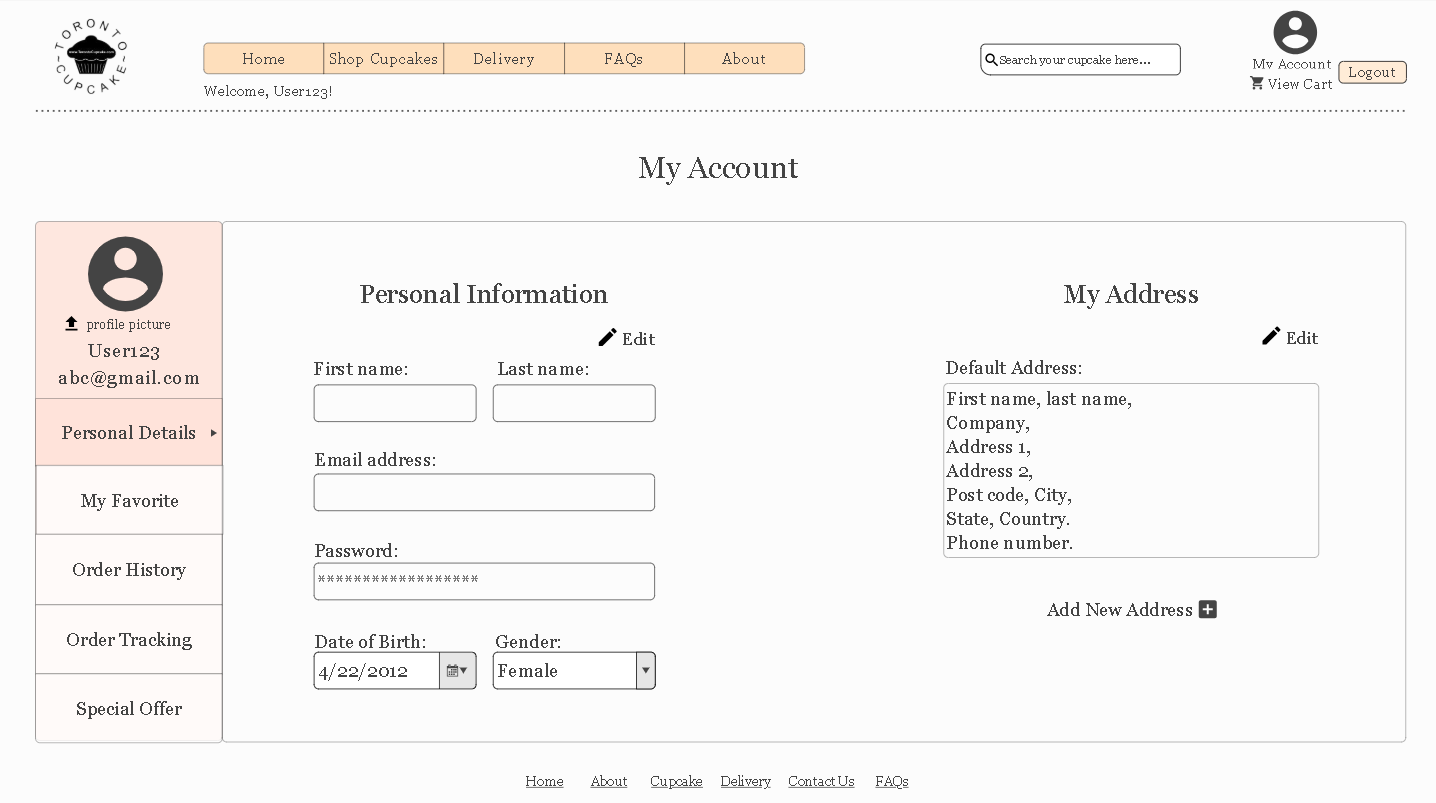 TORONTO
www.TorontoCupcake.com
CUPCAKE
Home Shop Cupcakes Delivery FAQs About
Search your cupcake here...
My Account
View Cart
Logout
Welcome, User123!
My Account
profile picture
User123
abc@gmail.com
Personal Details
My Favorite
Order History
Order Tracking
Special Offer
Personal Information
Edit
First name: Last name:
Email address:
Password:
******************
Date of Birth: Gender:
4/22/2012 Female
My Address
Edit
Default Address:
First name, last name,
Company,
Address 1,
Address 2,
Post code, City,
State, Country.
Phone number.
Add New Address
Home About Cupcake Delivery Contact Us FAQs